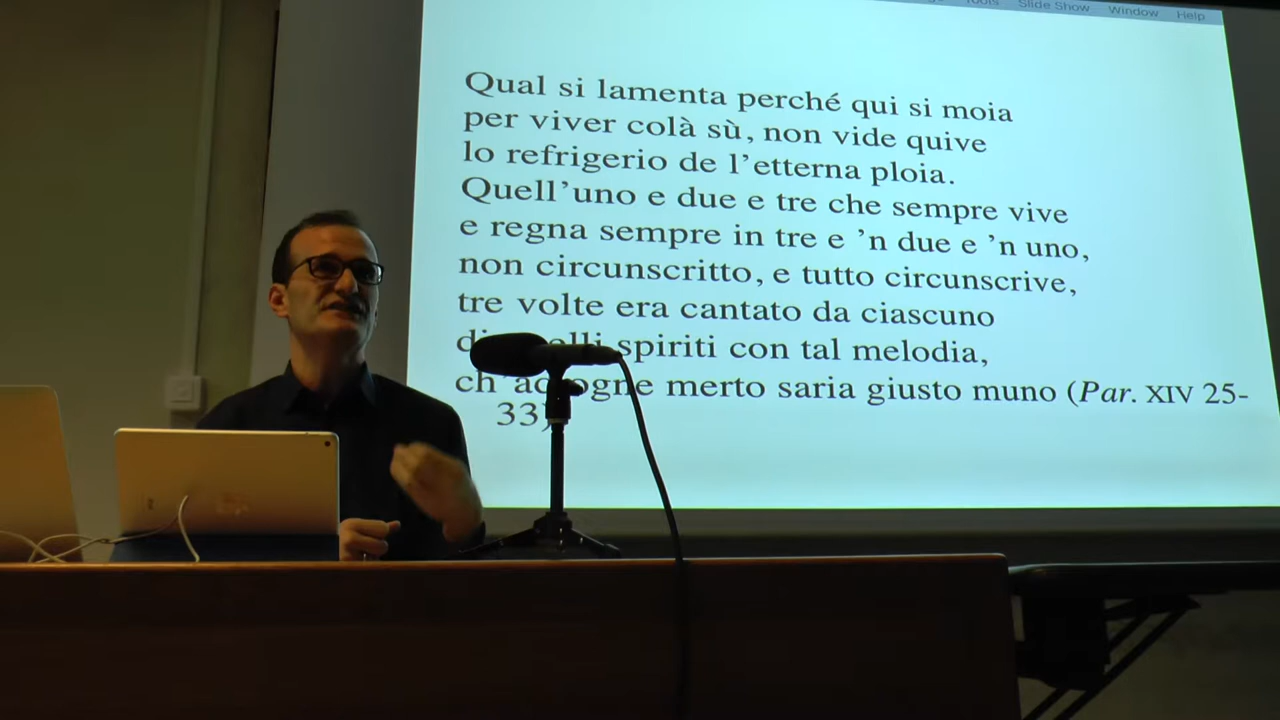 Tools Slide Show Window Help
Qual si lamenta perché qui si moia
per viver colà sù, non vide quive
lo refrigerio de l’etterna ploia.
Quell’uno e due e tre che sempre vive
e regna sempre in tre e ’n due e ’n uno,
non circunscritto, e tutto circunscrive,
tre volte era cantato da ciascuno
spiriti con tal melodia,
ch’ad ogne merto saria giusto muno (Par. XIV 25-
33)